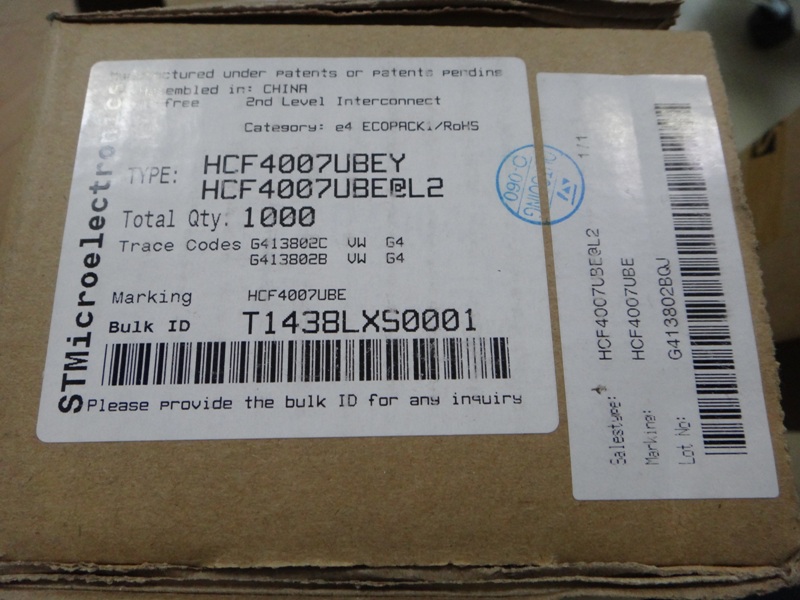 STMicroelectronics
Manufactured under patents or patents pending
Assembled in: CHINA
free 2nd Level Interconnect
Category: e4 ECOPACK1/RoHS
TYPE: HCF4007UBEY
HCF4007UBE@L2
Total Qty: 1000
Trace Codes G413802C VW G4
G413802B VW G4
Marking HCF4007UBE
Bulk ID T1438LXS0001
Please provide the bulk ID for any inquiry
1/1
Salestype: HCF4007UBE@L2
Marking: HCF4007UBE
Lot No: G413802BQJ